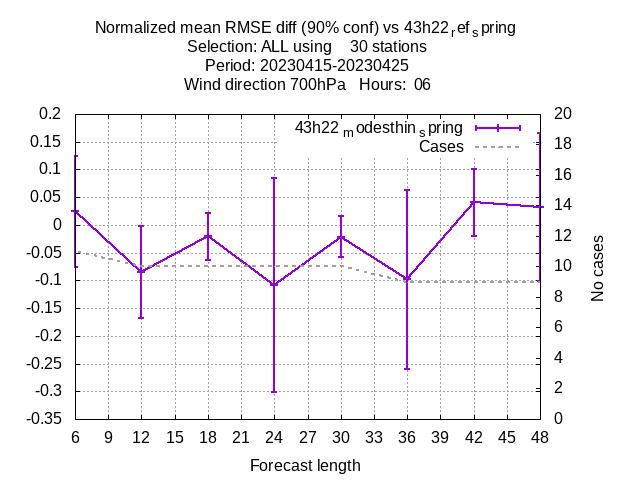 Normalized mean RMSE diff (90% conf) vs 43h22refspring
Selection: ALL using 30 stations
Period: 20230415-20230425
Wind direction 700hPa Hours: 06
43h22modesthinspring
Cases
0.2
0.15
0.1
0.05
0
-0.05
-0.1
-0.15
-0.2
-0.25
-0.3
-0.35
20
18
16
14
12
10
8
6
4
2
0
No cases
6 9 12 15 18 21 24 27 30 33 36 39 42 45 48
Forecast length